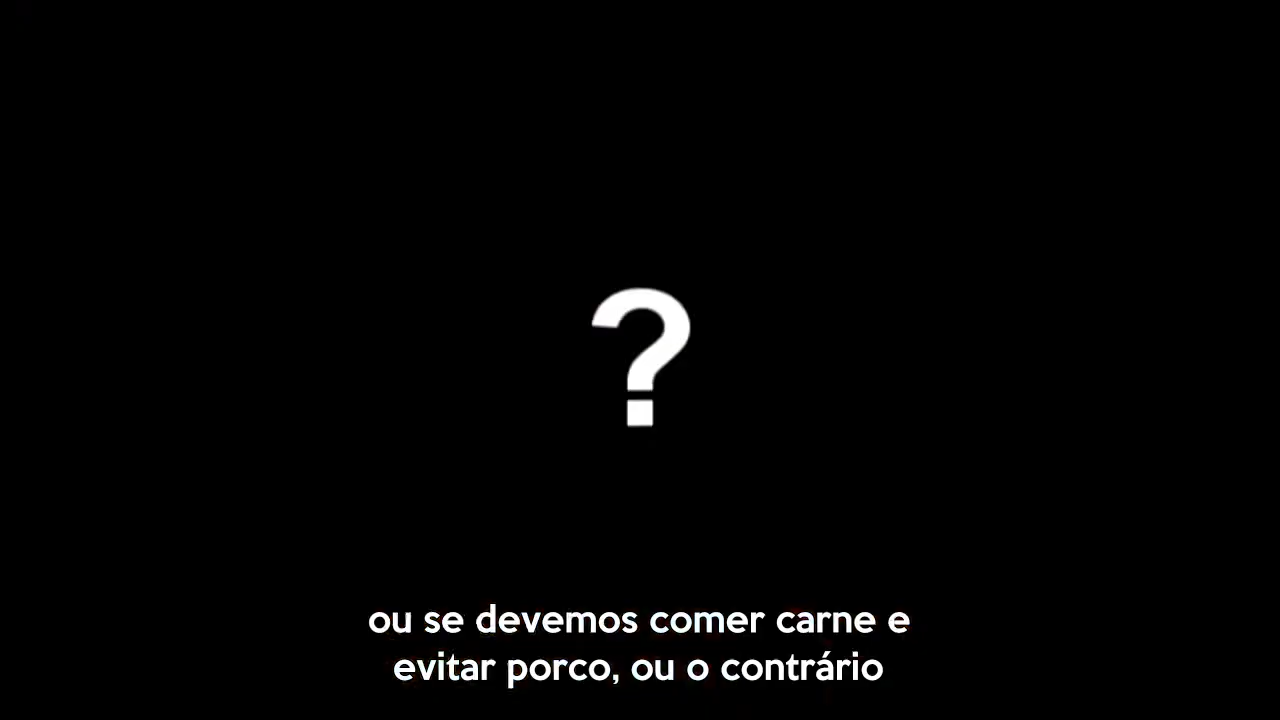 ?
ou se devemos comer carne e
evitar porco, ou o contrário